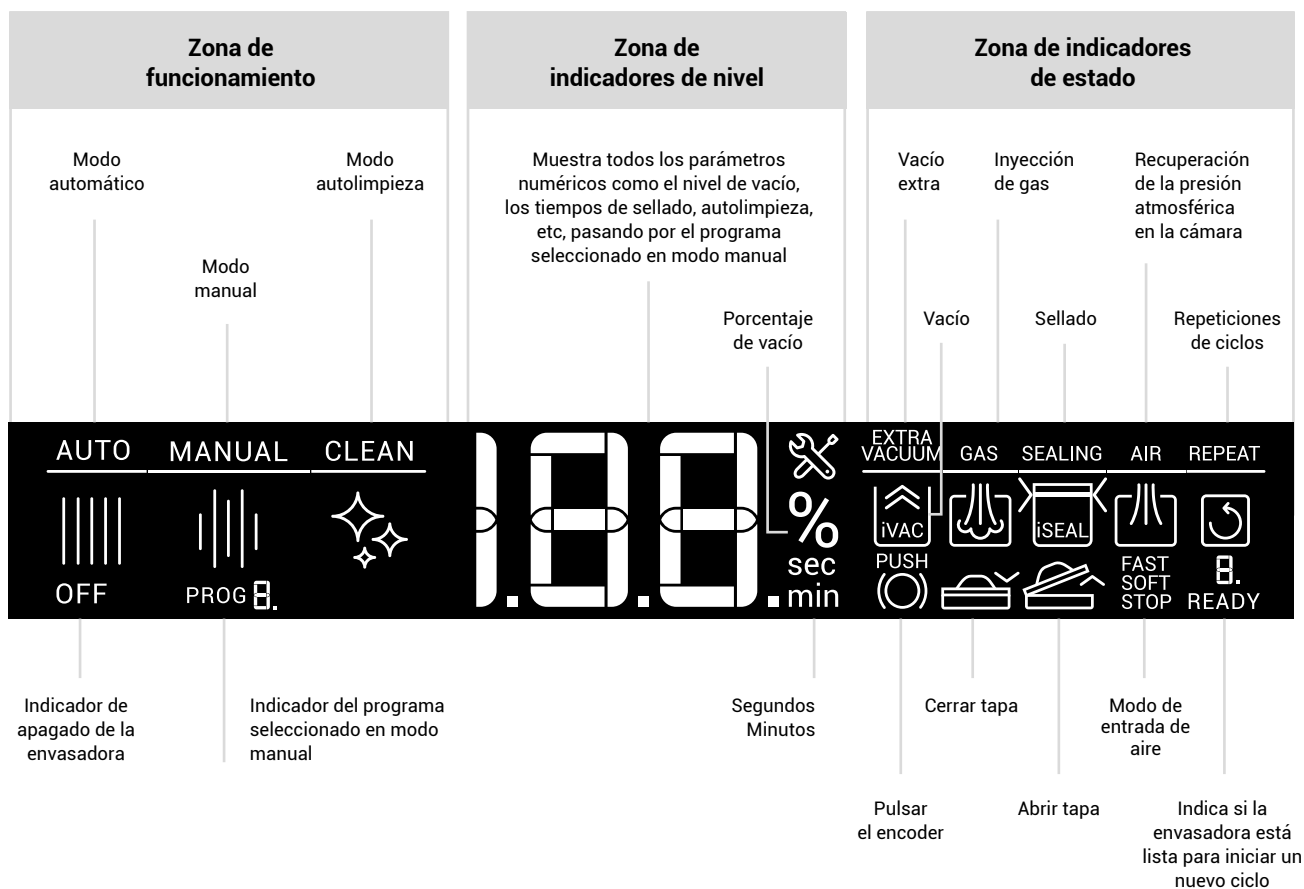 Zona de
funcionamiento
Zona de
indicadores de nivel
Zona de indicadores
de estado
Modo
automático
Modo
autolimpieza
Modo
manual
Muestra todos los parámetros
numéricos como el nivel de vacío,
los tiempos de sellado, autolimpieza,
etc, pasando por el programa
seleccionado en modo manual
Porcentaje
de vacío
Vacío
extra
Inyección
de gas
Recuperación
de la presión
atmosférica
en la cámara
Vacío
Sellado
Repeticiones
de ciclos
AUTO
MANUAL
CLEAN
OFF
PROG 8.
1.8.8.
%
sec
min
EXTRA
VACUUM
GAS
SEALING
AIR
REPEAT
iVAC
iSEAL
PUSH
FAST
SOFT
STOP
8.
READY
Indicador de
apagado de la
envasadora
Indicador del programa
seleccionado en modo
manual
Segundos
Minutos
Cerrar tapa
Modo de
entrada de
aire
Pulsar
el encoder
Abrir tapa
Indica si la
envasadora está
lista para iniciar un
nuevo ciclo